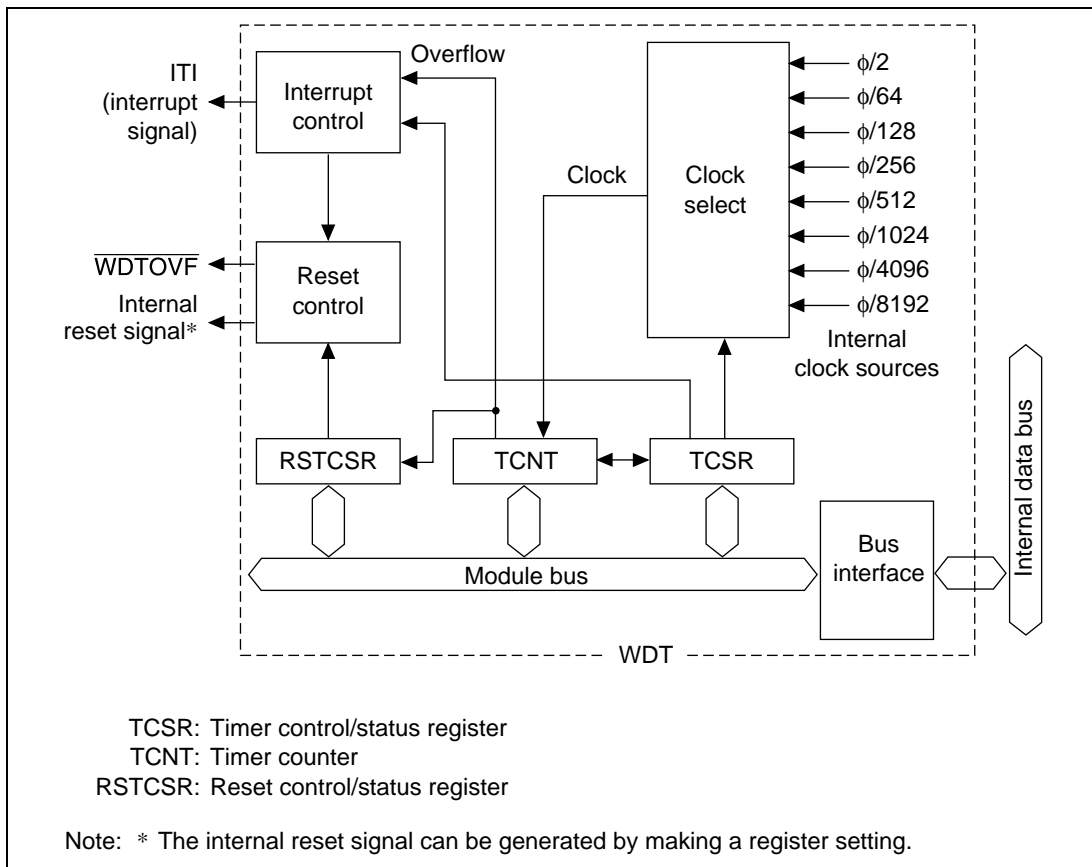 Overflow
ITI
(interrupt
signal)
Interrupt
control
φ/2
φ/64
φ/128
φ/256
φ/512
φ/1024
φ/4096
φ/8192
Clock
Clock
select
WDTOVF
Internal
reset signal*
Reset
control
Internal
clock sources
RSTCSR
TCNT
TCSR
Internal data bus
Module bus
Bus
interface
WDT
TCSR: Timer control/status register
TCNT: Timer counter
RSTCSR: Reset control/status register
Note: * The internal reset signal can be generated by making a register setting.